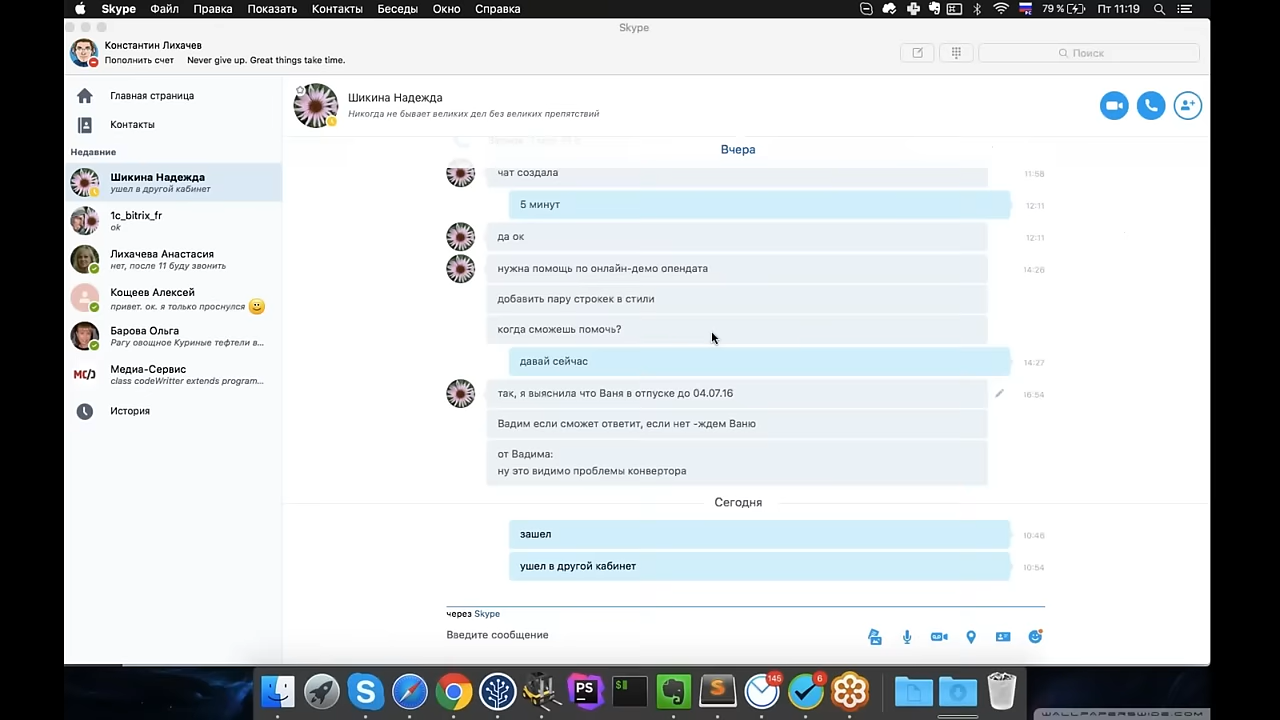 Skype Файл Правка Показать Контакты Беседы Окно Справка 79 % Пт 11:19
Skype
Константин Лихачев
Пополнить счет Never give up. Great things take time.
Поиск
Главная страница
Контакты
Недавние
Шикина Надежда
ушел в другой кабинет
1c_bitrix_fr
ok
Лихачева Анастасия
нет, после 11 буду звонить
Кощеев Алексей
привет. ок. я только проснулся
Барова Ольга
Рагу овощное Куриные тефтели в...
МС/Э Медиа-Сервис
class codeWritter extends program...
История
Шикина Надежда
Никогда не бывает великих дел без великих препятствий
Вчера
чат создала 11:58
5 минут 12:11
да ок 12:11
нужна помощь по онлайн-демо опендата 14:26
добавить пару строкек в стили
когда сможешь помочь?
давай сейчас 14:27
так, я выяснила что Ваня в отпуске до 04.07.16 16:54
Вадим если сможет ответит, если нет -ждем Ваню
от Вадима:
ну это видимо проблемы конвертора
Сегодня
зашел 10:46
ушел в другой кабинет 10:54
через Skype
Введите сообщение
PS
$
S
145
6